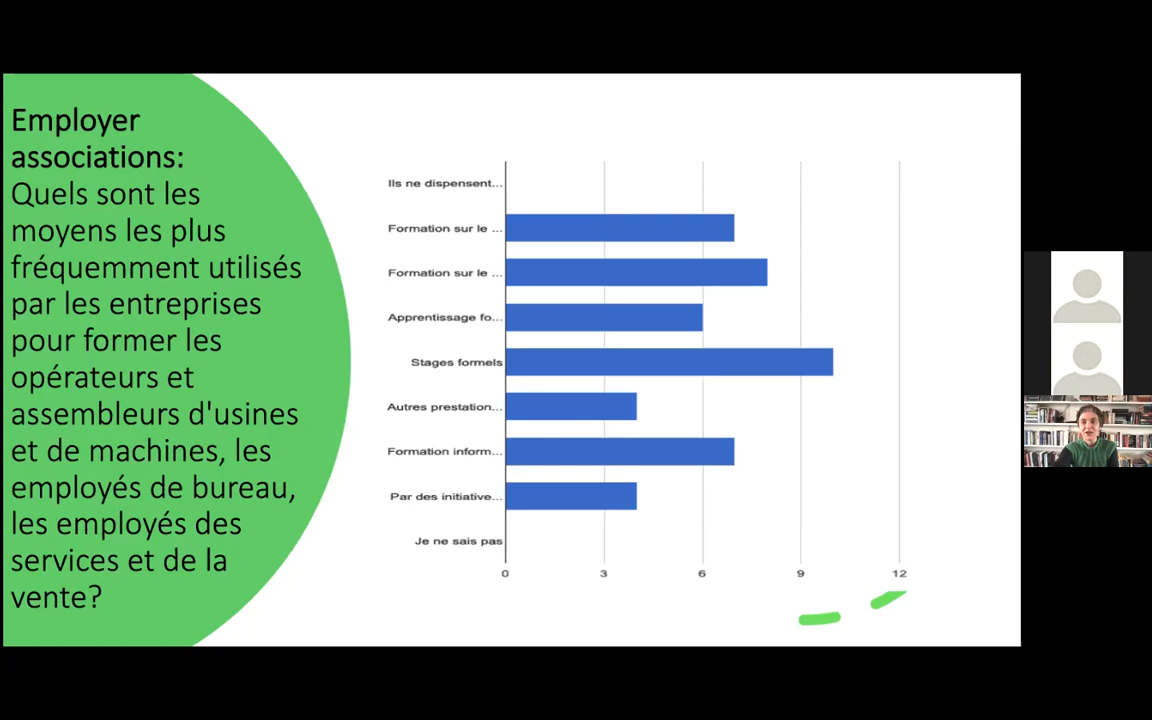 Employer
associations:
Quels sont les
moyens les plus
fréquemment utilisés
par les entreprises
pour former les
opérateurs et
assembleurs d'usines
et de machines, les
employés de bureau,
les employés des
services et de la
vente?
Ils ne dispensent...
Formation sur le ...
Formation sur le ...
Apprentissage fo...
Stages formels
Autres prestation...
Formation inform...
Par des initiative...
Je ne sais pas
0 3 6 9 12